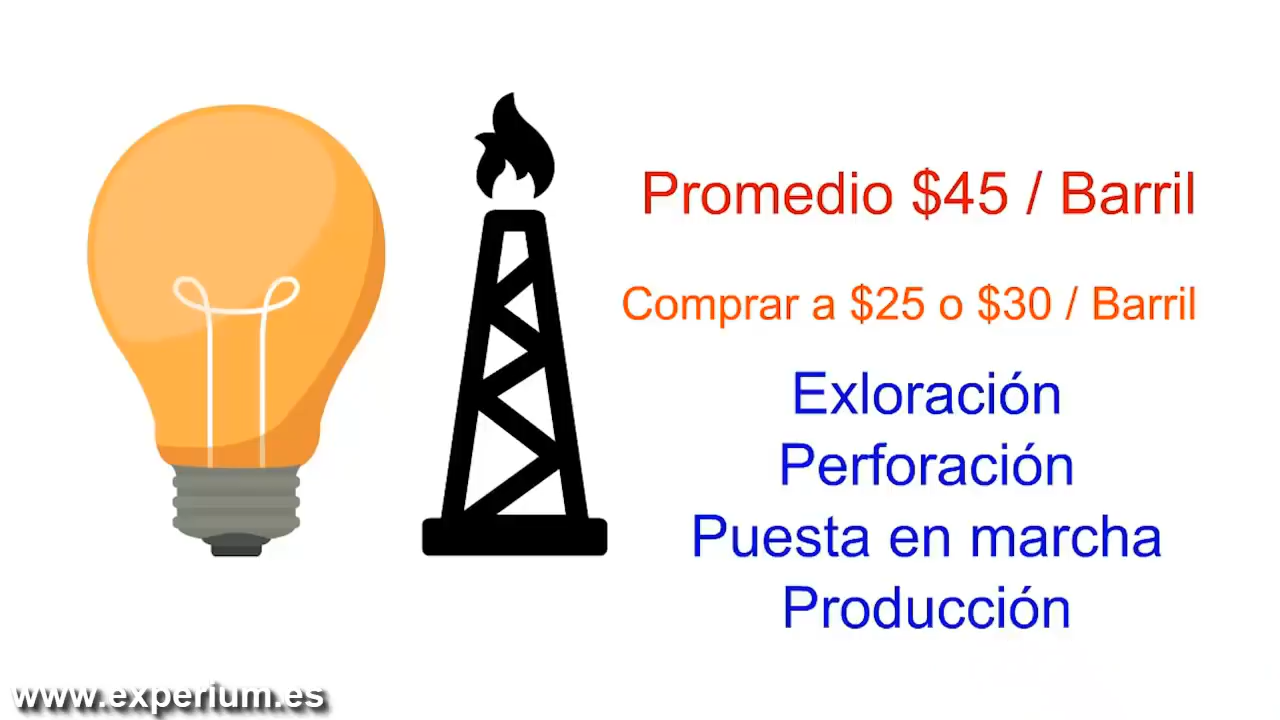 Promedio $45 / Barril
Comprar a $25 o $30 / Barril
Exloración
Perforación
Puesta en marcha
Producción
www.experium.es